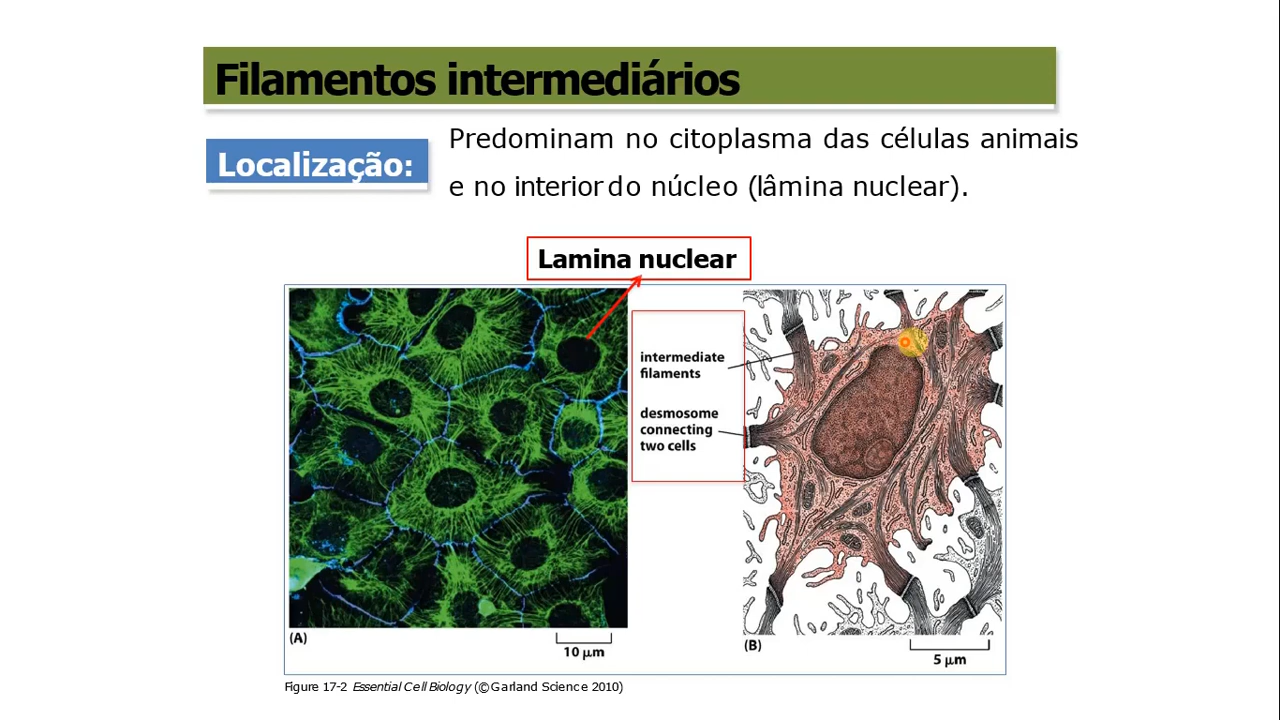 Filamentos intermediários
Localização:
Predominam no citoplasma das células animais
e no interior do núcleo (lâmina nuclear).
Lamina nuclear
intermediate
filaments
desmosome
connecting
two cells
(A)
10 μm
(B)
5 μm
Figure 17-2 Essential Cell Biology (© Garland Science 2010)